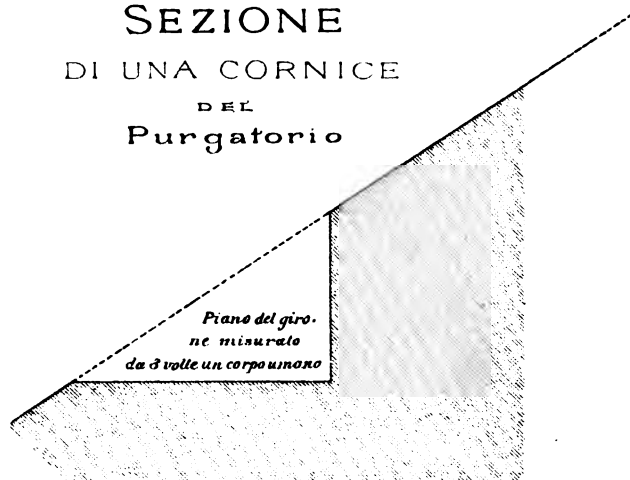 SEZIONE
DI UNA CORNICE
DEL
Purgatorio
Piano del giro-
ne misurato
da 3 volte un corpo umano